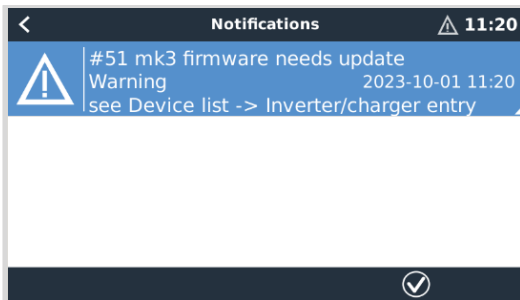 Notifications 11:20
#51 mk3 firmware needs update
Warning 2023-10-01 11:20
see Device list -> Inverter/charger entry